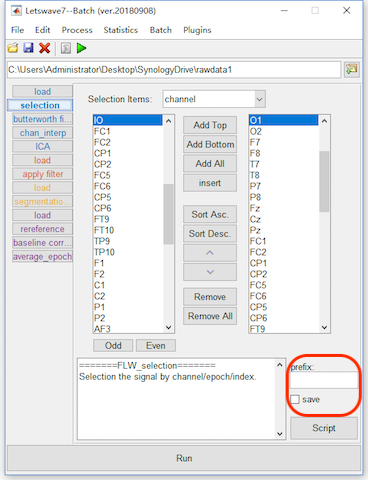 Letswave7--Batch (ver.20180908)
File Edit Process Statistics Batch Plugins
C:\Users\Administrator\Desktop\SynologyDrive\rawdata1
load
selection
butterworth fi...
chan_interp
ICA
load
apply filter
load
segmentatio...
load
rereference
baseline corr...
average_epoch
Selection Items: channel
IO
FC1
FC2
CP1
CP2
FC5
FC6
CP5
CP6
FT9
FT10
TP9
TP10
F1
F2
C1
C2
P1
P2
AF3
Odd Even
Add Top
Add Bottom
Add All
insert
Sort Asc.
Sort Desc.
Remove
Remove All
O1
O2
F7
F8
T7
T8
P7
P8
Fz
Cz
Pz
FC1
FC2
CP1
CP2
FC5
FC6
CP5
CP6
FT9
=======FLW_selection=======
Selection the signal by channel/epoch/index.
prefix:
save
Script
Run